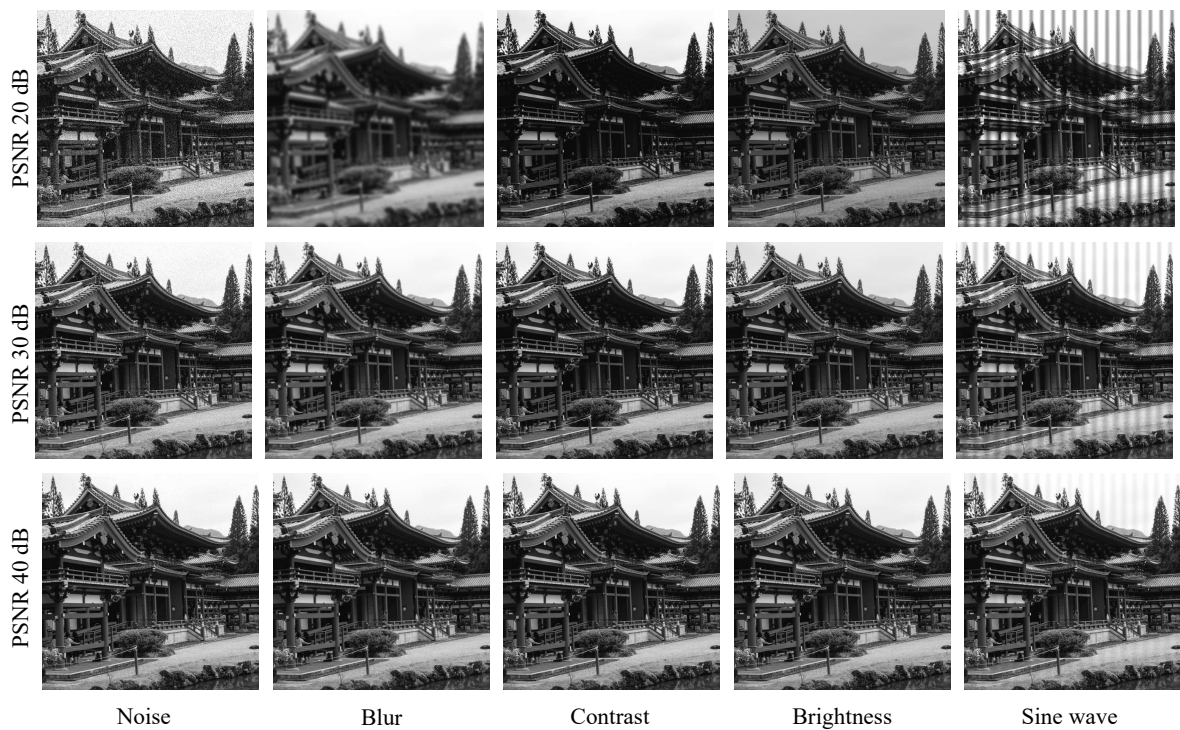 PSNR 20 dB
PSNR 30 dB
PSNR 40 dB
Noise
Blur
Contrast
Brightness
Sine wave